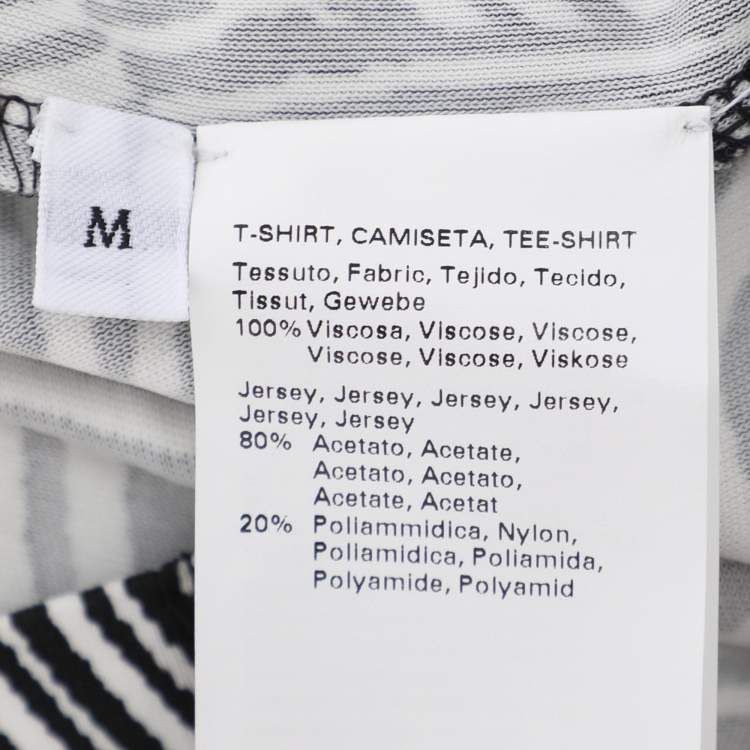 M
T-SHIRT, CAMISETA, TEE-SHIRT
Tessuto, Fabric, Tejido, Tecido,
Tissut, Gewebe
100% Viscosa, Viscose, Viscose,
Viscose, Viscose, Viskose
Jersey, Jersey, Jersey, Jersey,
Jersey, Jersey
80% Acetato, Acetate,
Acetato, Acetato,
Acetate, Acetat
20% Poliammidica, Nylon,
Poliamidica, Poliamida,
Polyamide, Polyamid